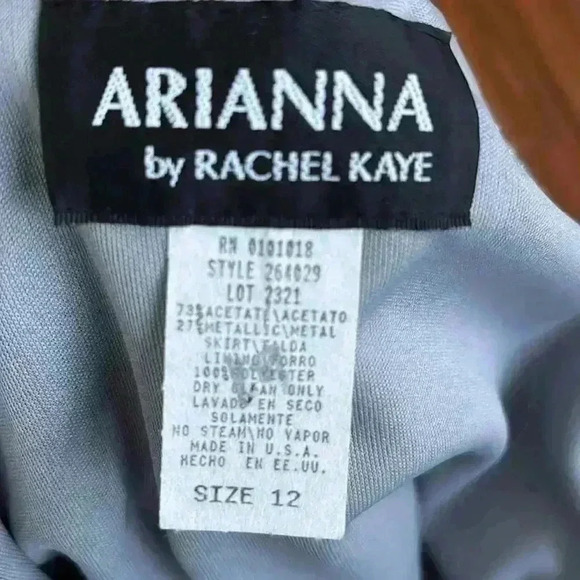 ARIANNA
by RACHEL KAYE
RN 0101018
STYLE 264029
LOT 2321
73%ACETATE\ACETATO
27%METALLIC\METAL
SKIRT\FALDA
LINING\FORRO
100%POLYESTER
DRY CLEAN ONLY
LAVADO EN SECO
SOLAMENTE
NO STEAM\NO VAPOR
MADE IN U.S.A.
HECHO EN EE.UU.
SIZE 12